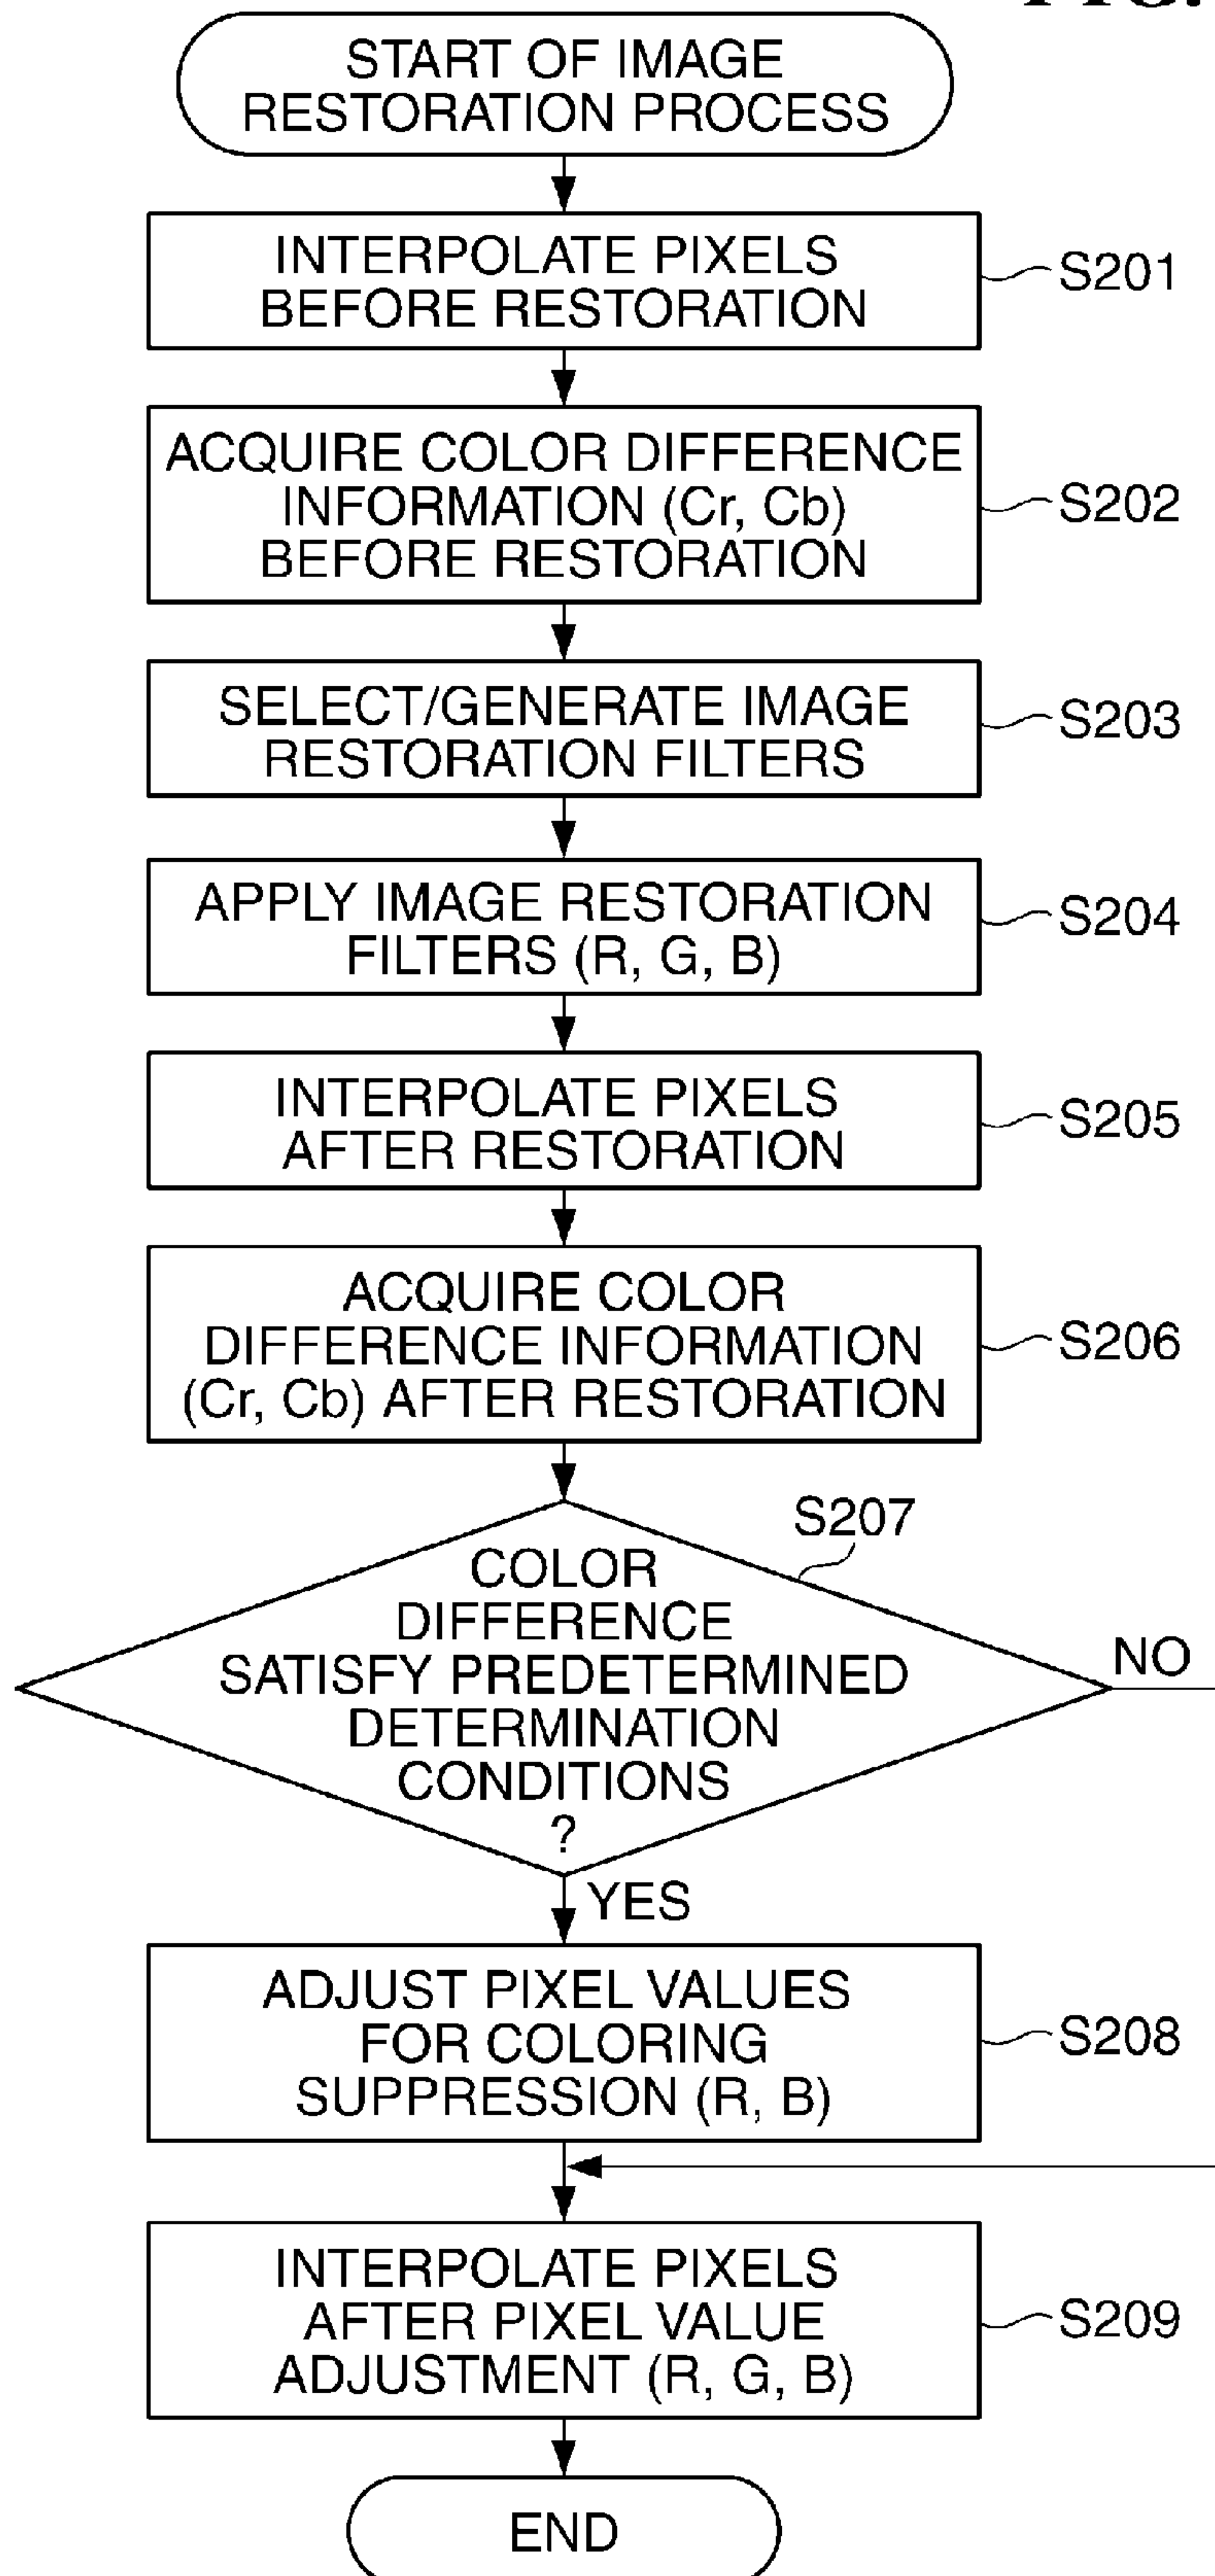 FIG.
START OF IMAGE
RESTORATION PROCESS
INTERPOLATE PIXELS
BEFORE RESTORATION
S201
ACQUIRE COLOR DIFFERENCE
INFORMATION (Cr, Cb)
BEFORE RESTORATION
S202
SELECT/GENERATE IMAGE
RESTORATION FILTERS
S203
APPLY IMAGE RESTORATION
FILTERS (R, G, B)
S204
INTERPOLATE PIXELS
AFTER RESTORATION
S205
ACQUIRE COLOR
DIFFERENCE INFORMATION
(Cr, Cb) AFTER RESTORATION
S206
S207
COLOR
DIFFERENCE
SATISFY PREDETERMINED
DETERMINATION
CONDITIONS
?
NO
YES
ADJUST PIXEL VALUES
FOR COLORING
SUPPRESSION (R, B)
S208
INTERPOLATE PIXELS
AFTER PIXEL VALUE
ADJUSTMENT (R, G, B)
S209
END